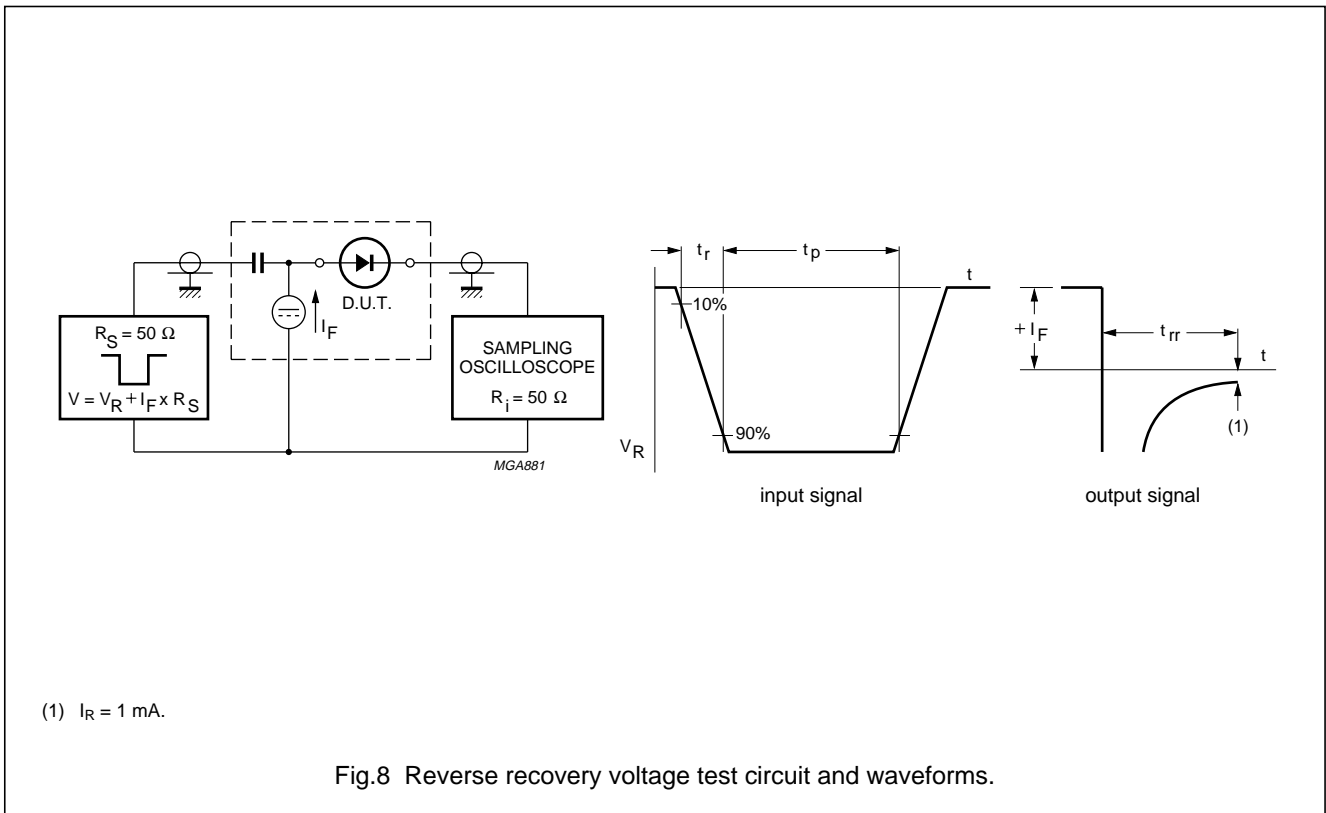 D.U.T.
I_F
R_S = 50 Ω
V = V_R + I_F x R_S
SAMPLING
OSCILLOSCOPE
R_i = 50 Ω
MGA881
t_r
t_p
t
10%
90%
V_R
input signal
+ I_F
t_rr
t
(1)
output signal
(1) I_R = 1 mA.
Fig.8 Reverse recovery voltage test circuit and waveforms.